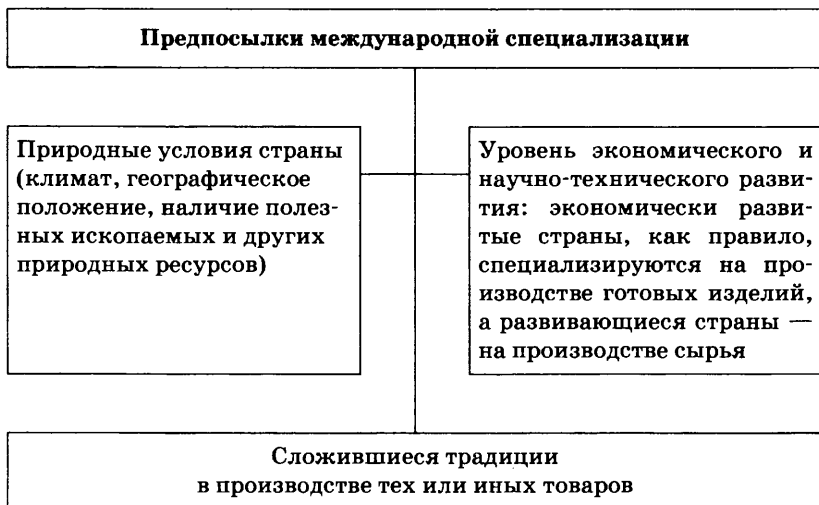 Предпосылки международной специализации
Природные условия страны
(климат, географическое
положение, наличие полез-
ных ископаемых и других
природных ресурсов)
Уровень экономического и
научно-технического разви-
тия: экономически разви-
тые страны, как правило,
специализируются на про-
изводстве готовых изделий,
а развивающиеся страны —
на производстве сырья
Сложившиеся традиции
в производстве тех или иных товаров